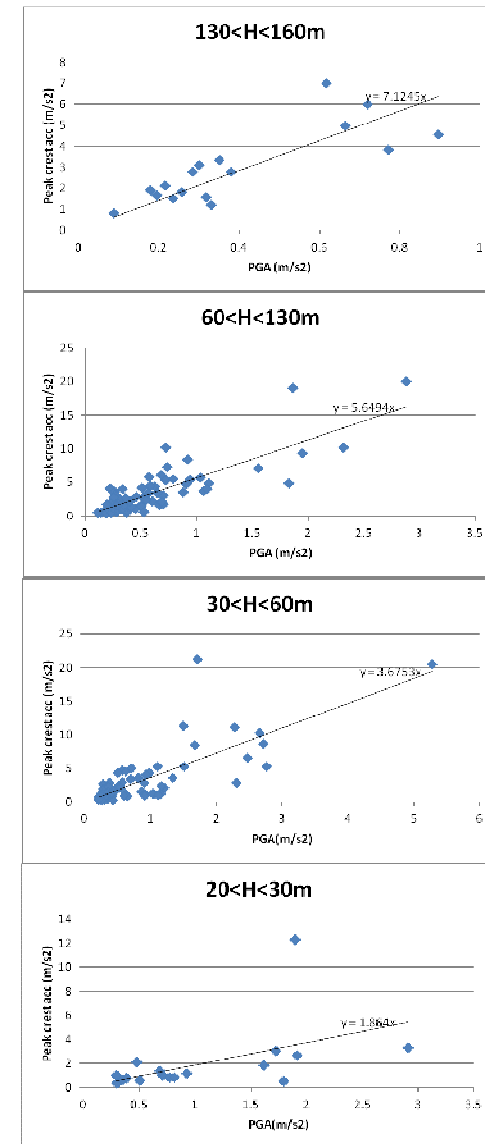 130<H<160m
8
7
6
5
4
3
2
1
0
Peak crest acc (m/s2)
y = 7.1245x
0 0.2 0.4 0.6 0.8 1
PGA (m/s2)
60<H<130m
25
20
15
10
5
0
Peak crest acc (m/s2)
y = 5.6494x
0 0.5 1 1.5 2 2.5 3 3.5
PGA (m/s2)
30<H<60m
25
20
15
10
5
0
Peak crest acc (m/s2)
y = 3.6753x
0 1 2 3 4 5 6
PGA(m/s2)
20<H<30m
14
12
10
8
6
4
2
0
Peak crest acc (m/s2)
y = 1.864x
0 0.5 1 1.5 2 2.5 3 3.5
PGA (m/s2)